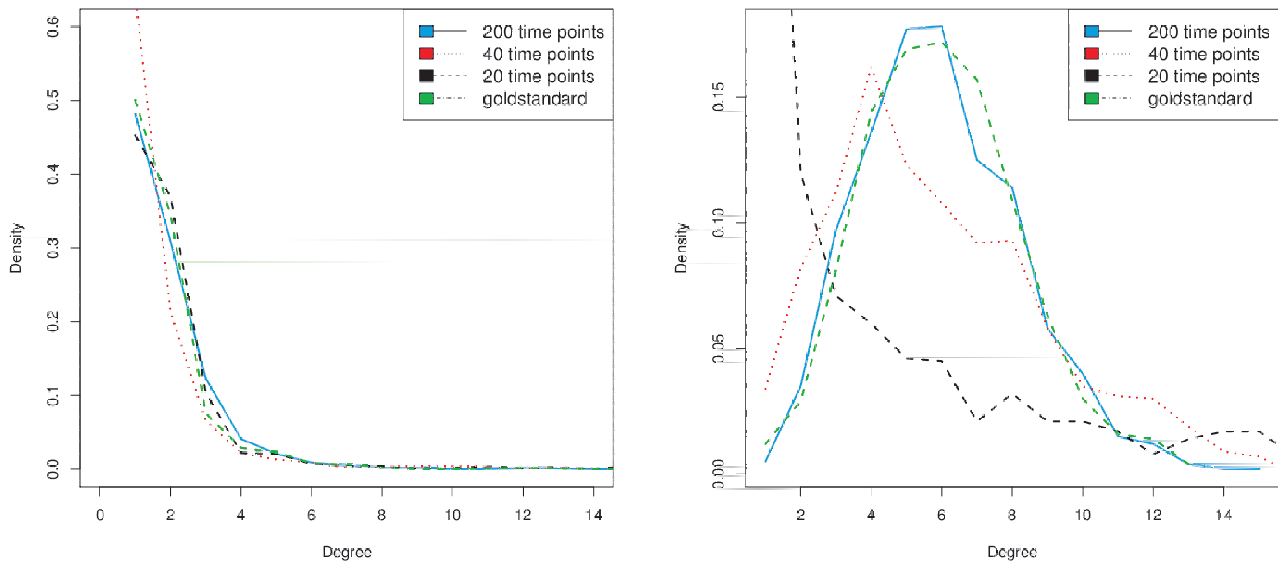 200 time points
40 time points
20 time points
goldstandard
Density
0.6
0.5
0.4
0.3
0.2
0.1
0.0
0 2 4 6 8 10 12 14
Degree
200 time points
40 time points
20 time points
goldstandard
Density
0.15
0.10
0.05
0.00
2 4 6 8 10 12 14
Degree